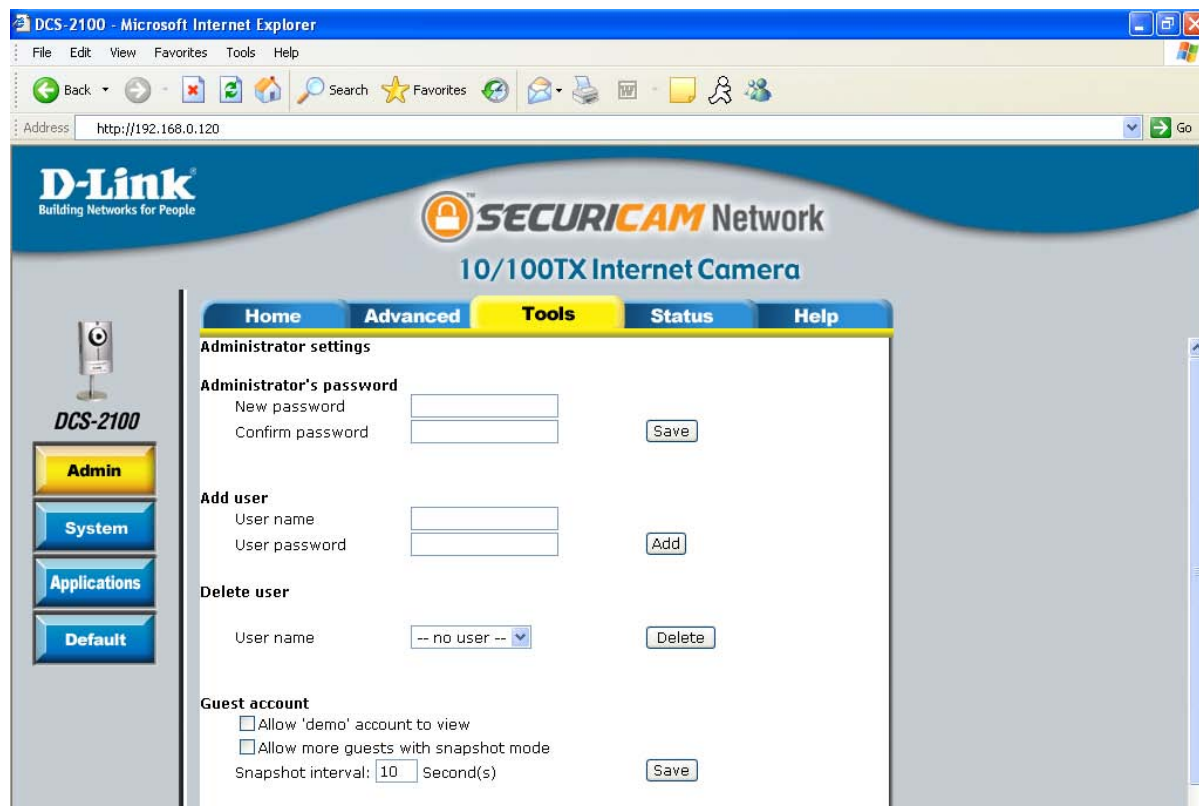 DCS-2100 - Microsoft Internet Explorer
File Edit View Favorites Tools Help
Back Search Favorites
Address http://192.168.0.120 Go
D-Link
Building Networks for People
SECURICAM Network
TM
10/100TX Internet Camera
Home Advanced Tools Status Help
DCS-2100
Admin
System
Applications
Default
Administrator settings
Administrator's password
New password
Confirm password Save
Add user
User name
User password Add
Delete user
User name -- no user -- Delete
Guest account
Allow 'demo' account to view
Allow more guests with snapshot mode
Snapshot interval: 10 Second(s) Save